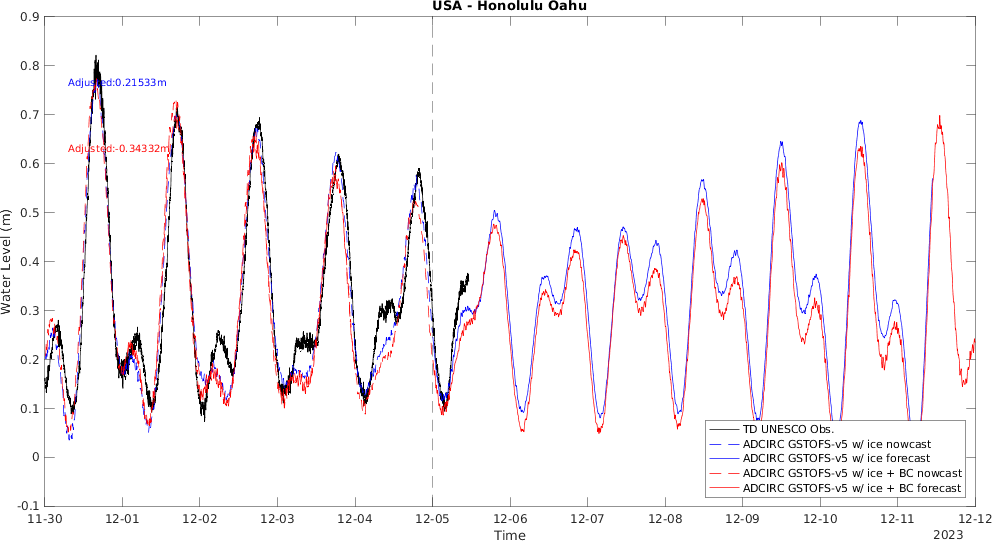 USA - Honolulu Oahu
0.9
0.8
0.7
0.6
0.5
0.4
0.3
0.2
0.1
0
-0.1
Water Level (m)
Adjusted:0.21533m
Adjusted:-0.34332m
TD UNESCO Obs.
ADCIRC GSTOFS-v5 w/ ice nowcast
ADCIRC GSTOFS-v5 w/ ice forecast
ADCIRC GSTOFS-v5 w/ ice + BC nowcast
ADCIRC GSTOFS-v5 w/ ice + BC forecast
11-30 12-01 12-02 12-03 12-04 12-05 12-06 12-07 12-08 12-09 12-10 12-11 12-12
Time
2023